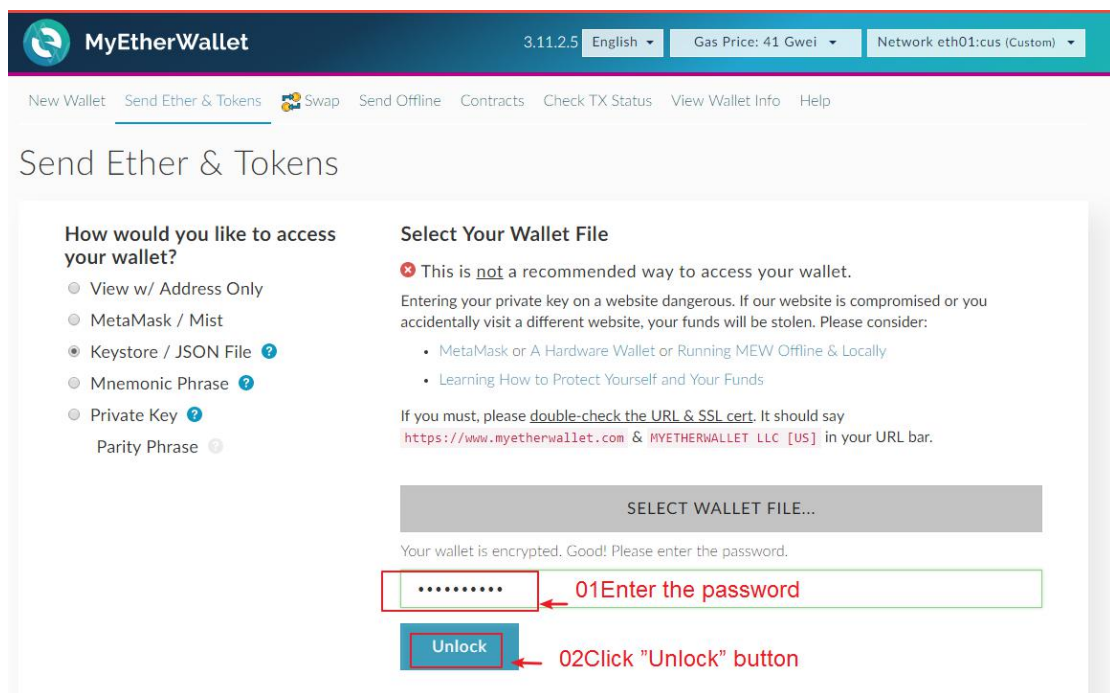 MyEtherWallet
3.11.2.5 English Gas Price: 41 Gwei Network eth01:cus (Custom)
New Wallet Send Ether & Tokens Swap Send Offline Contracts Check TX Status View Wallet Info Help
Send Ether & Tokens
How would you like to access
your wallet?
View w/ Address Only
MetaMask / Mist
Keystore / JSON File ?
Mnemonic Phrase ?
Private Key ?
Parity Phrase ?
Select Your Wallet File
This is not a recommended way to access your wallet.
Entering your private key on a website dangerous. If our website is compromised or you
accidentally visit a different website, your funds will be stolen. Please consider:
• MetaMask or A Hardware Wallet or Running MEW Offline & Locally
• Learning How to Protect Yourself and Your Funds
If you must, please double-check the URL & SSL cert. It should say
https://www.myetherwallet.com & MYETHERWALLET LLC [US] in your URL bar.
SELECT WALLET FILE...
Your wallet is encrypted. Good! Please enter the password.
•••••••••• 01Enter the password
Unlock
02Click ”Unlock” button